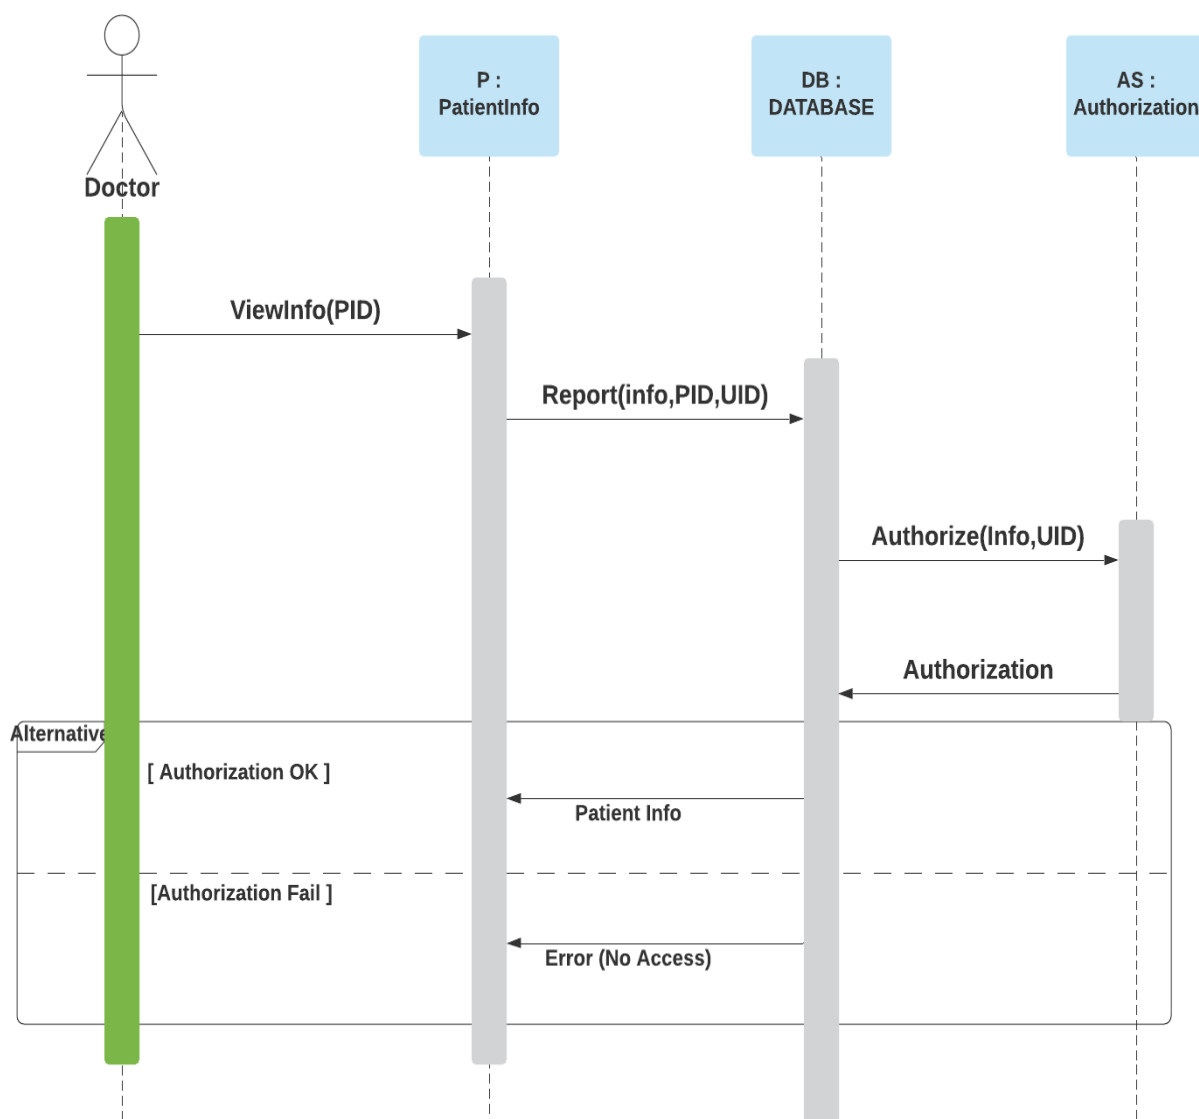 P :
PatientInfo
DB :
DATABASE
AS :
Authorization
Doctor
ViewInfo(PID)
Report(info,PID,UID)
Authorize(Info,UID)
Authorization
Alternative
[ Authorization OK ]
Patient Info
[Authorization Fail ]
Error (No Access)